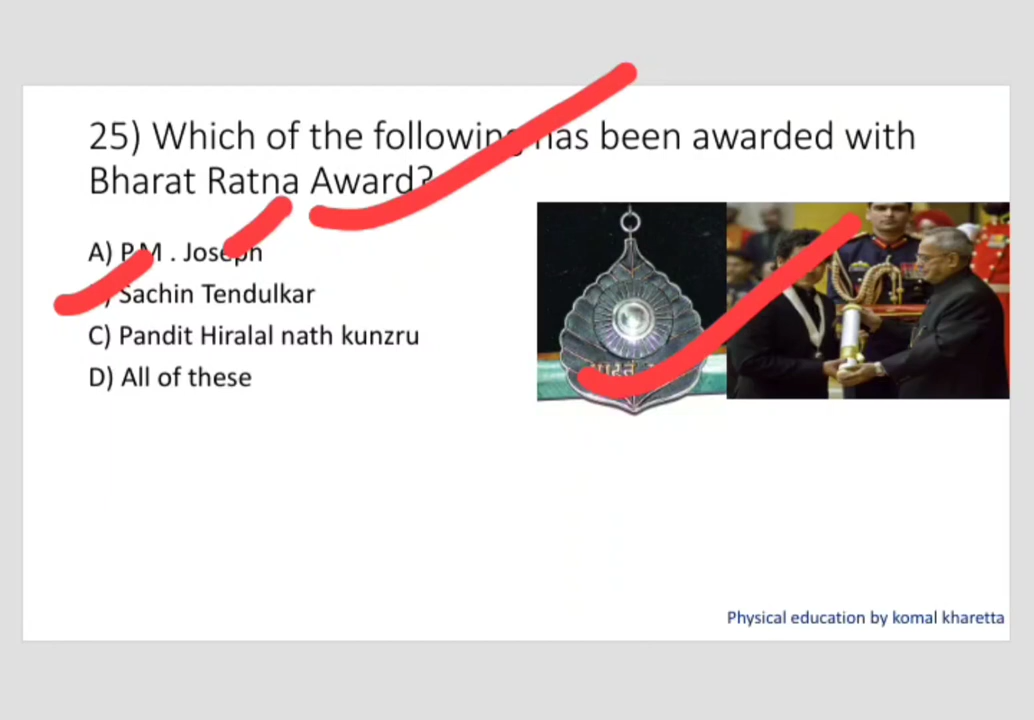 25) Which of the following has been awarded with
Bharat Ratna Award?
A) P.M . Joseph
) Sachin Tendulkar
C) Pandit Hiralal nath kunzru
D) All of these
Physical education by komal kharetta